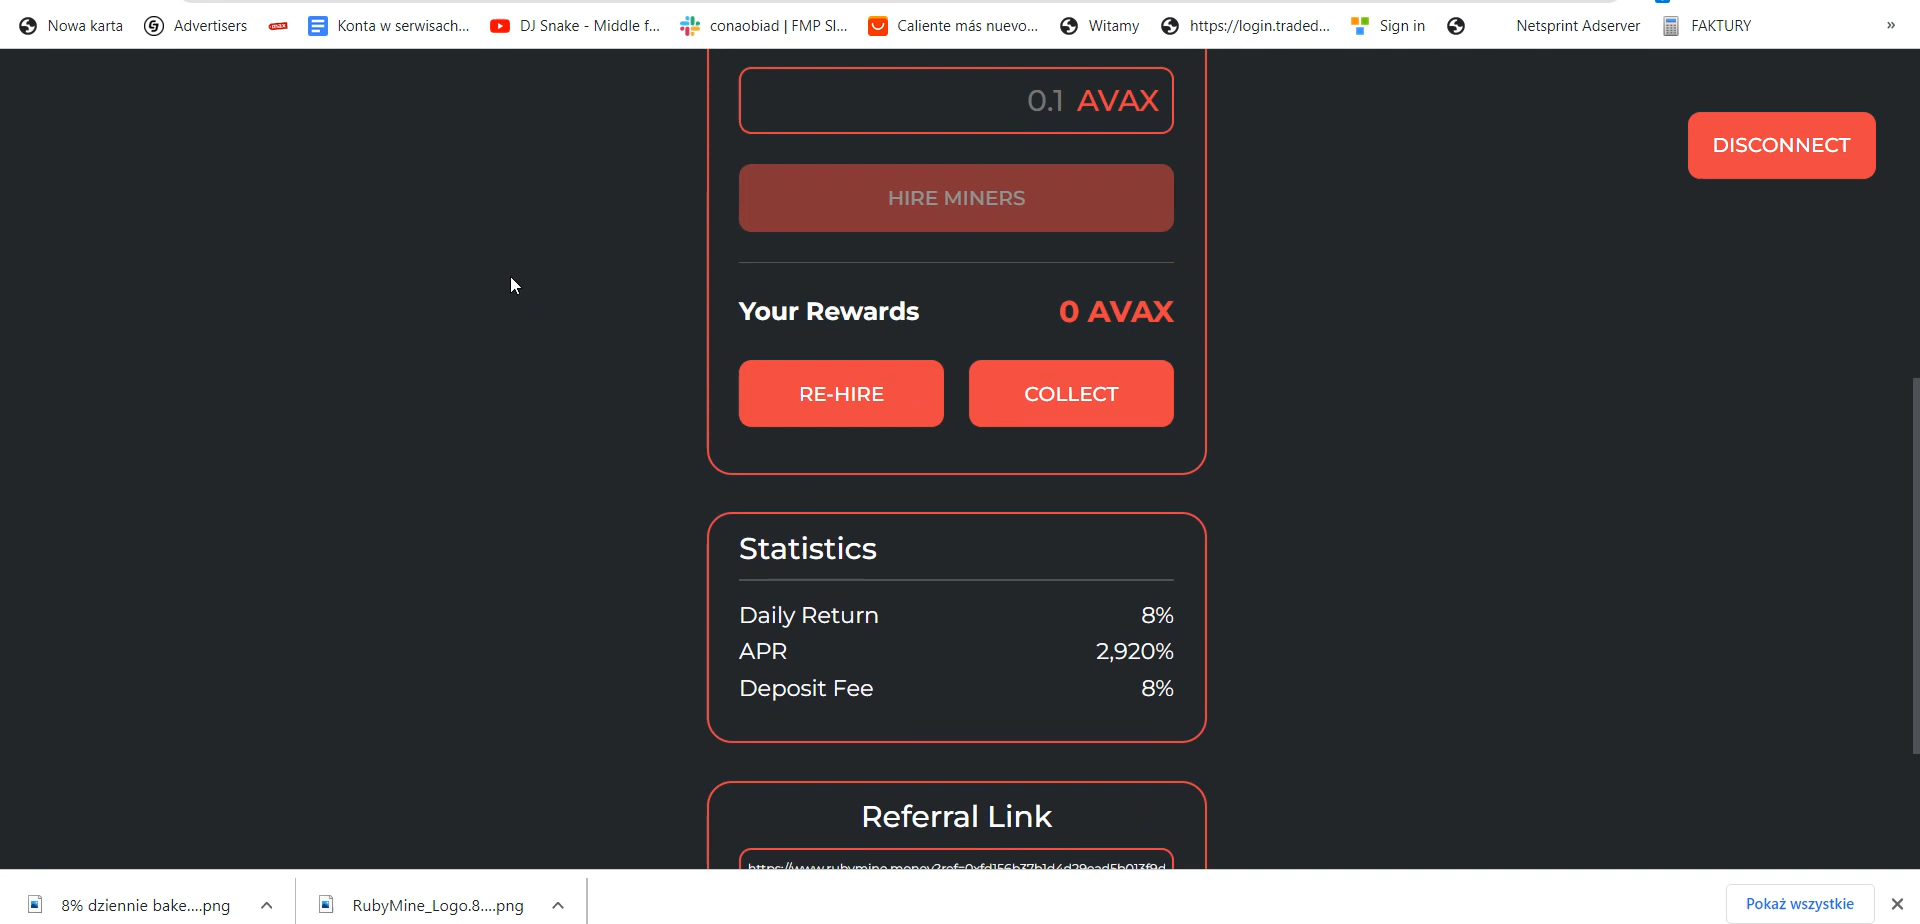 Nowa karta Advertisers max Konta w serwisach... DJ Snake - Middle f... conaobiad | FMP Sl... Caliente más nuevo... Witamy https://login.traded... Sign in Netsprint Adserver FAKTURY »
0.1 AVAX
DISCONNECT
HIRE MINERS
Your Rewards 0 AVAX
RE-HIRE COLLECT
Statistics
Daily Return 8%
APR 2,920%
Deposit Fee 8%
Referral Link
8% dziennie bake....png RubyMine_Logo.8....png Pokaż wszystkie